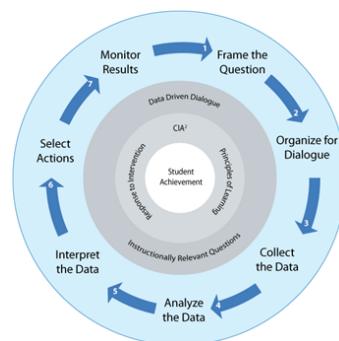 1
Frame the
Question
2
Organize for
Dialogue
3
Collect
the Data
4
Analyze
the Data
5
Interpret
the Data
6
Select
Actions
7
Monitor
Results
Data Driven Dialogue
CIA²
Response to Intervention
Principles of Learning
Student
Achievement
Instructionally Relevant Questions